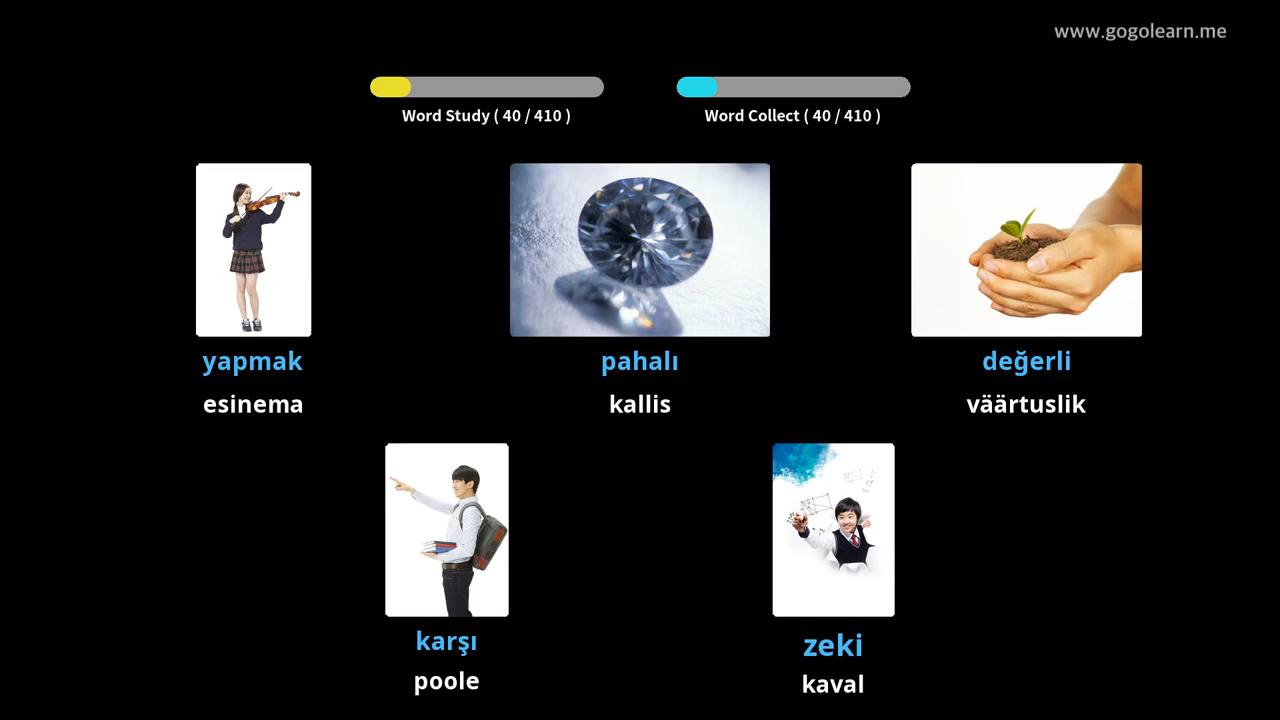 www.gogolearn.me
Word Study ( 40 / 410 )
Word Collect ( 40 / 410 )
yapmak
esinema
pahalı
kallis
değerli
väärtuslik
karşı
poole
zeki
kaval